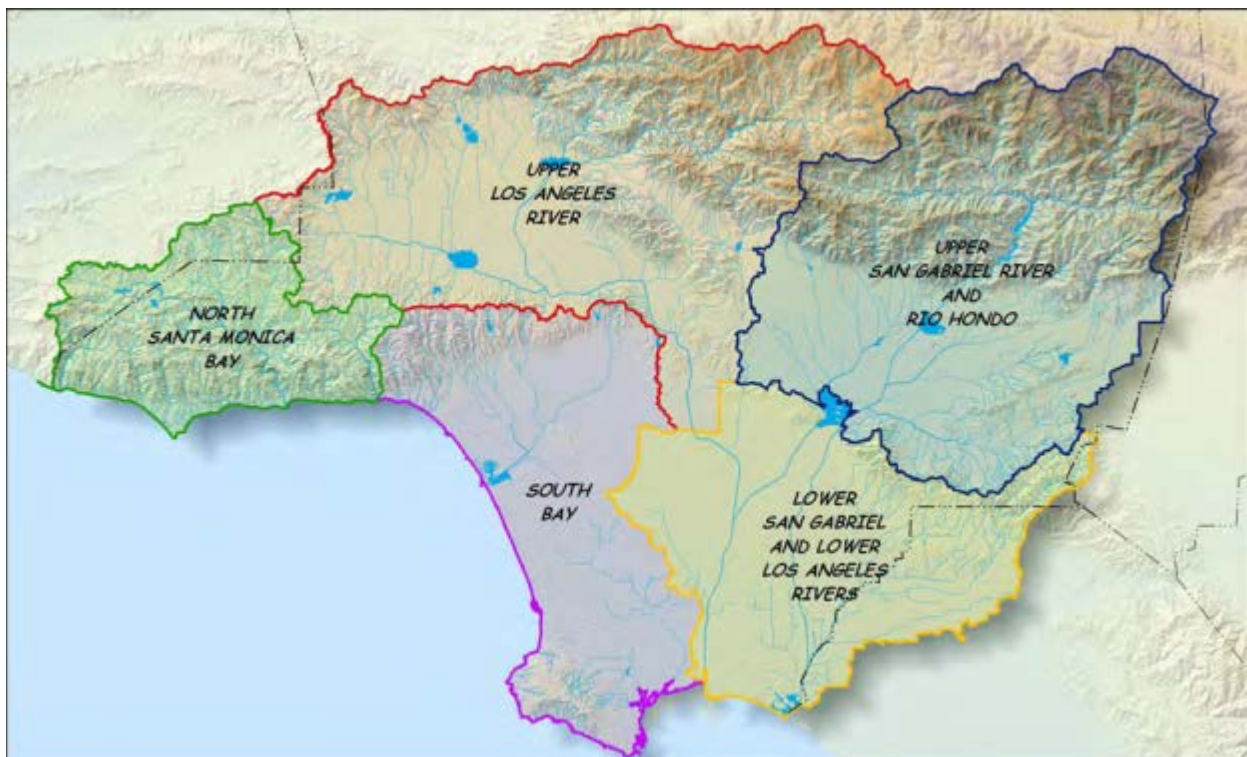 UPPER
LOS ANGELES
RIVER
UPPER
SAN GABRIEL RIVER
AND
RIO HONDO
NORTH
SANTA MONICA
BAY
SOUTH
BAY
LOWER
SAN GABRIEL
AND LOWER
LOS ANGELES
RIVERS